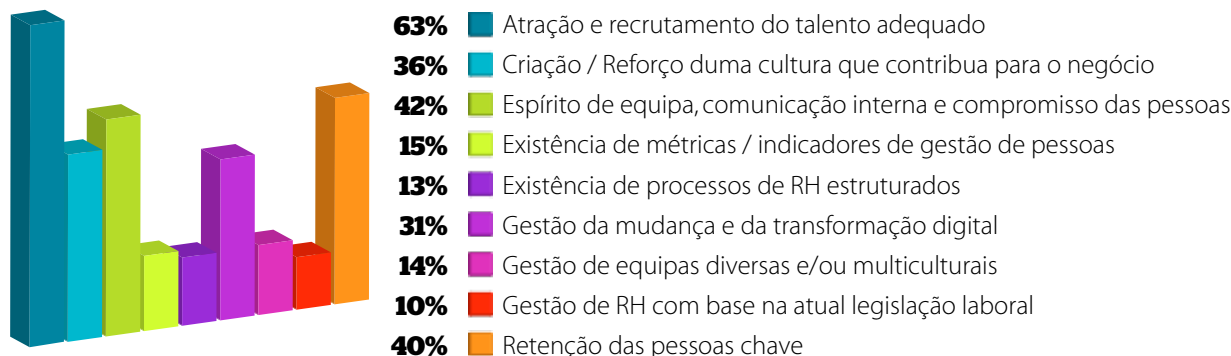 63% Atração e recrutamento do talento adequado
36% Criação / Reforço duma cultura que contribua para o negócio
42% Espírito de equipa, comunicação interna e compromisso das pessoas
15% Existência de métricas / indicadores de gestão de pessoas
13% Existência de processos de RH estruturados
31% Gestão da mudança e da transformação digital
14% Gestão de equipas diversas e/ou multiculturais
10% Gestão de RH com base na atual legislação laboral
40% Retenção das pessoas chave